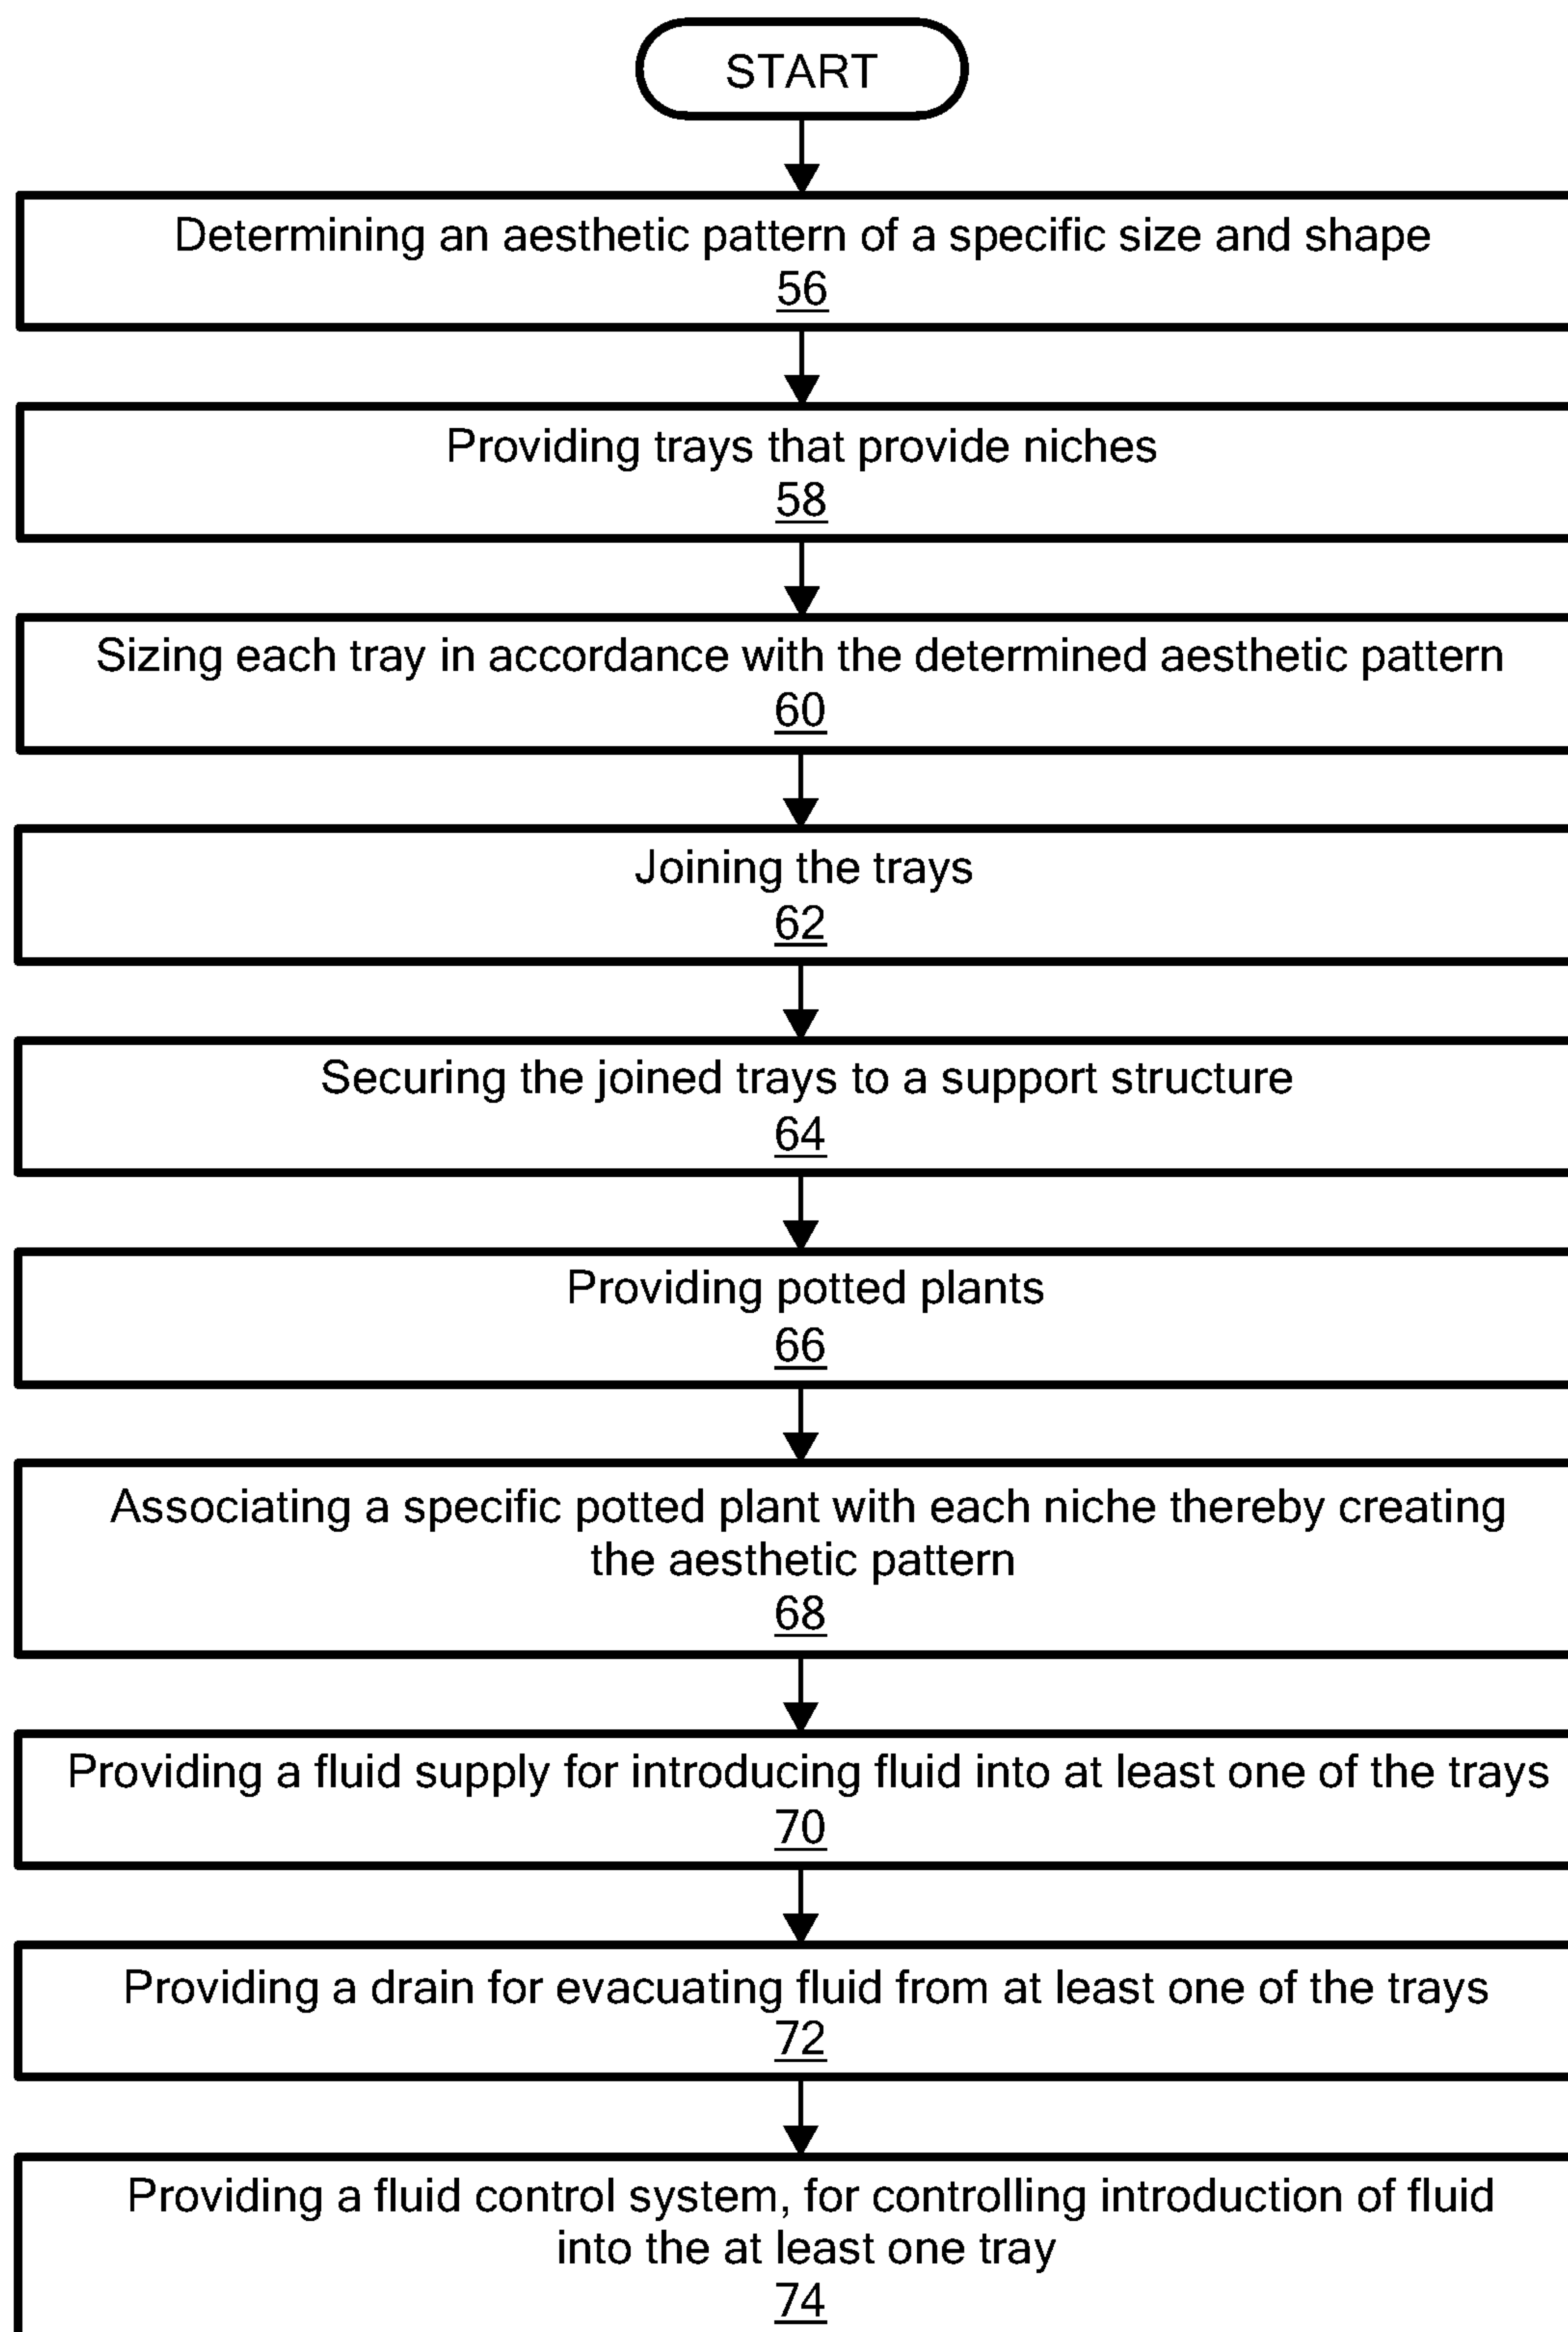 START
Determining an aesthetic pattern of a specific size and shape
56
Providing trays that provide niches
58
Sizing each tray in accordance with the determined aesthetic pattern
60
Joining the trays
62
Securing the joined trays to a support structure
64
Providing potted plants
66
Associating a specific potted plant with each niche thereby creating
the aesthetic pattern
68
Providing a fluid supply for introducing fluid into at least one of the trays
70
Providing a drain for evacuating fluid from at least one of the trays
72
Providing a fluid control system, for controlling introduction of fluid
into the at least one tray
74